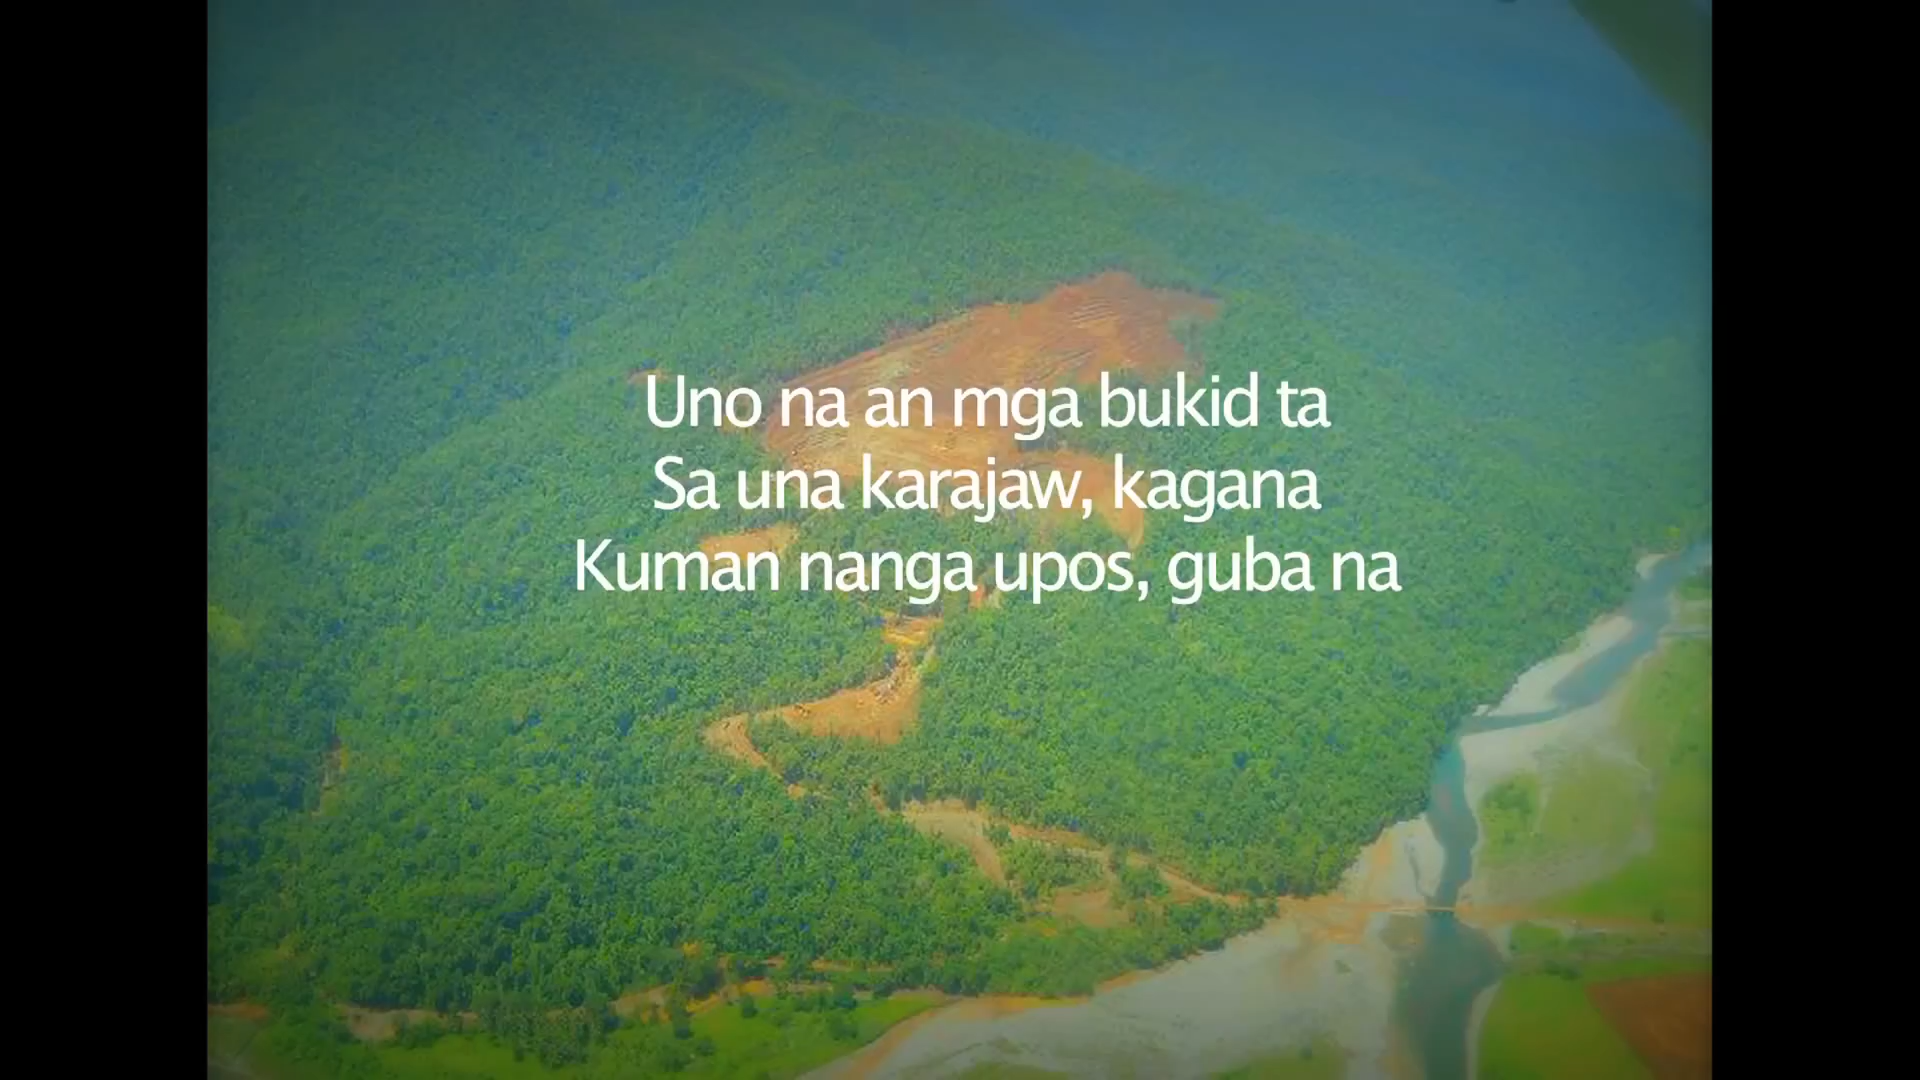 Uno na an mga bukid ta
Sa una karajaw, kagana
Kuman nanga upos, guba na